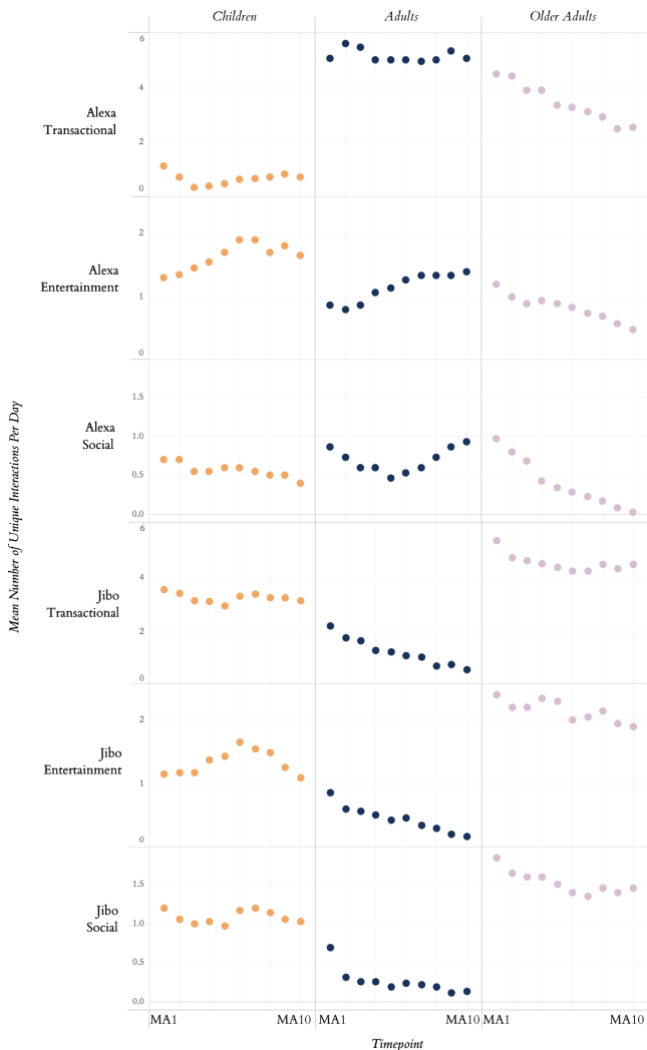 Children Adults Older Adults
6
4
2
0
Alexa
Transactional
2
1
0
Alexa
Entertainment
1.5
1.0
0.5
0.0
Alexa
Social
Mean Number of Unique Interactions Per Day
6
4
2
0
Jibo
Transactional
2
1
0
Jibo
Entertainment
1.5
1.0
0.5
0.0
Jibo
Social
MA1 MA10 MA1 MA10 MA1 MA10
Timepoint